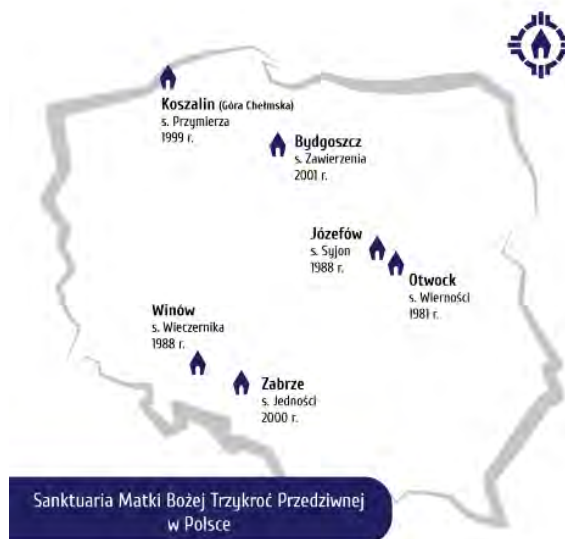 Koszalin (Góra Chełmska)
s. Przymierza
1999 r.
Bydgoszcz
s. Zawierzenia
2001 r.
Józefów
s. Syjon
1988 r.
Otwock
s. Wierności
1981 r.
Winów
s. Wieczernika
1988 r.
Zabrze
s. Jedności
2000 r.
Sanktuaria Matki Bożej Trzykroć Przedziwnej
w Polsce